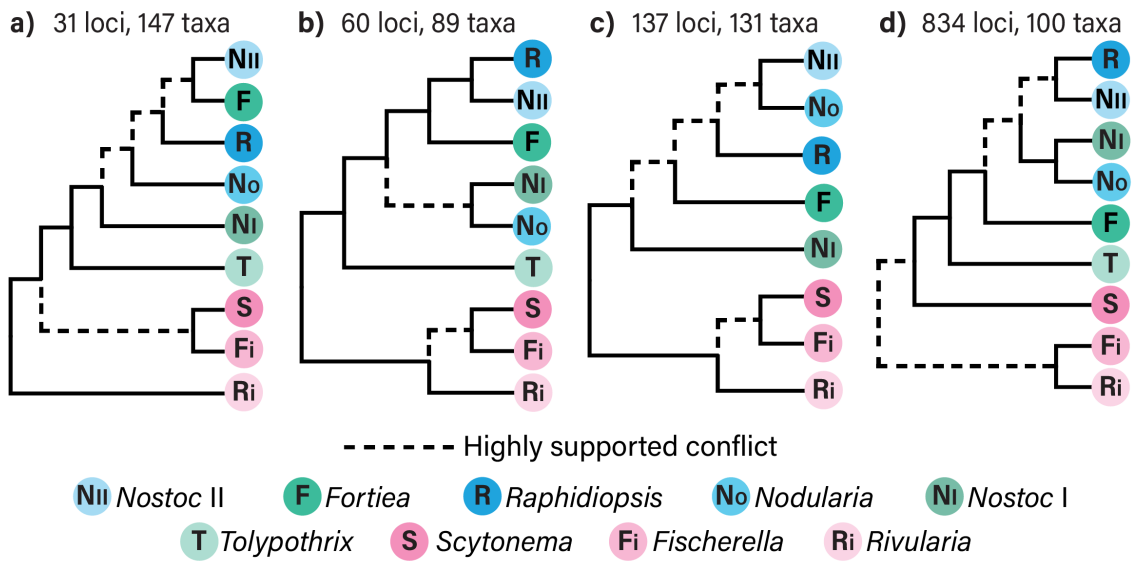 a) 31 loci, 147 taxa
NII
F
R
No
NI
T
S
Fi
Ri
b) 60 loci, 89 taxa
R
NII
F
NI
No
T
S
Fi
Ri
c) 137 loci, 131 taxa
NII
No
R
F
NI
S
Fi
Ri
d) 834 loci, 100 taxa
R
NII
NI
No
F
T
S
Fi
Ri
Highly supported conflict
NII Nostoc II F Fortiea R Raphidiopsis No Nodularia NI Nostoc I
T Tolypothrix S Scytonema Fi Fischerella Ri Rivularia